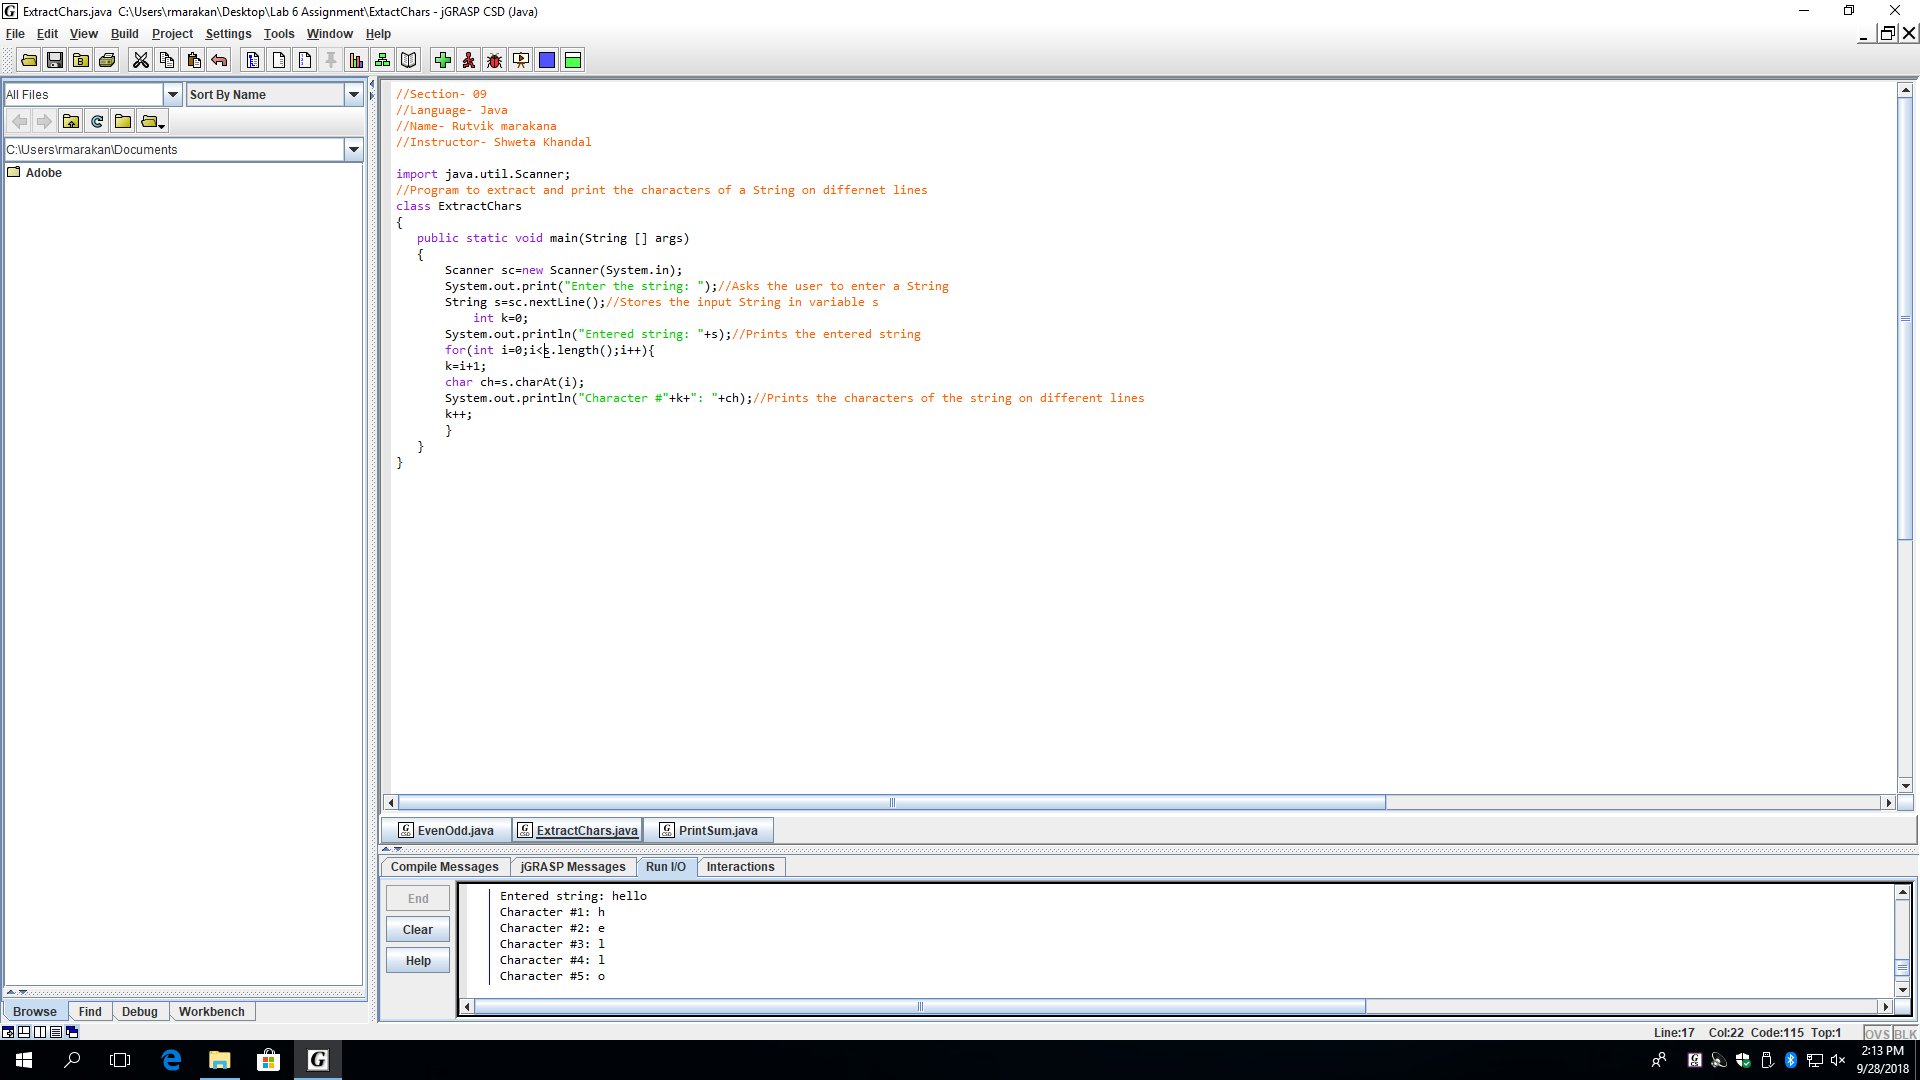 ExtractChars.java  C:\Users\rmarakan\Desktop\Lab 6 Assignment\ExtactChars - jGRASP CSD (Java)
File Edit View Build Project Settings Tools Window Help
All Files Sort By Name
C:\Users\rmarakan\Documents
Adobe
//Section- 09
//Language- Java
//Name- Rutvik marakana
//Instructor- Shweta Khandal
import java.util.Scanner;
//Program to extract and print the characters of a String on differnet lines
class ExtractChars
{
public static void main(String [] args)
{
Scanner sc=new Scanner(System.in);
System.out.print("Enter the string: ");//Asks the user to enter a String
String s=sc.nextLine();//Stores the input String in variable s
int k=0;
System.out.println("Entered string: "+s);//Prints the entered string
for(int i=0;i<s.length();i++){
k=i+1;
char ch=s.charAt(i);
System.out.println("Character #"+k+": "+ch);//Prints the characters of the string on different lines
k++;
}
}
}
EvenOdd.java ExtractChars.java PrintSum.java
Compile Messages jGRASP Messages Run I/O Interactions
End
Clear
Help
Entered string: hello
Character #1: h
Character #2: e
Character #3: l
Character #4: l
Character #5: o
Browse Find Debug Workbench
Line:17 Col:22 Code:115 Top:1 OVS BLK
2:13 PM
9/28/2018